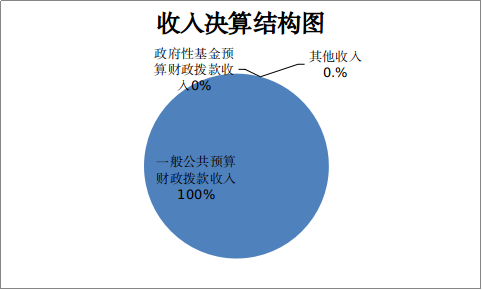 收入决算结构图
政府性基金预
算财政拨款收
入0%
其他收入
0.%
一般公共预算
财政拨款收入
100%